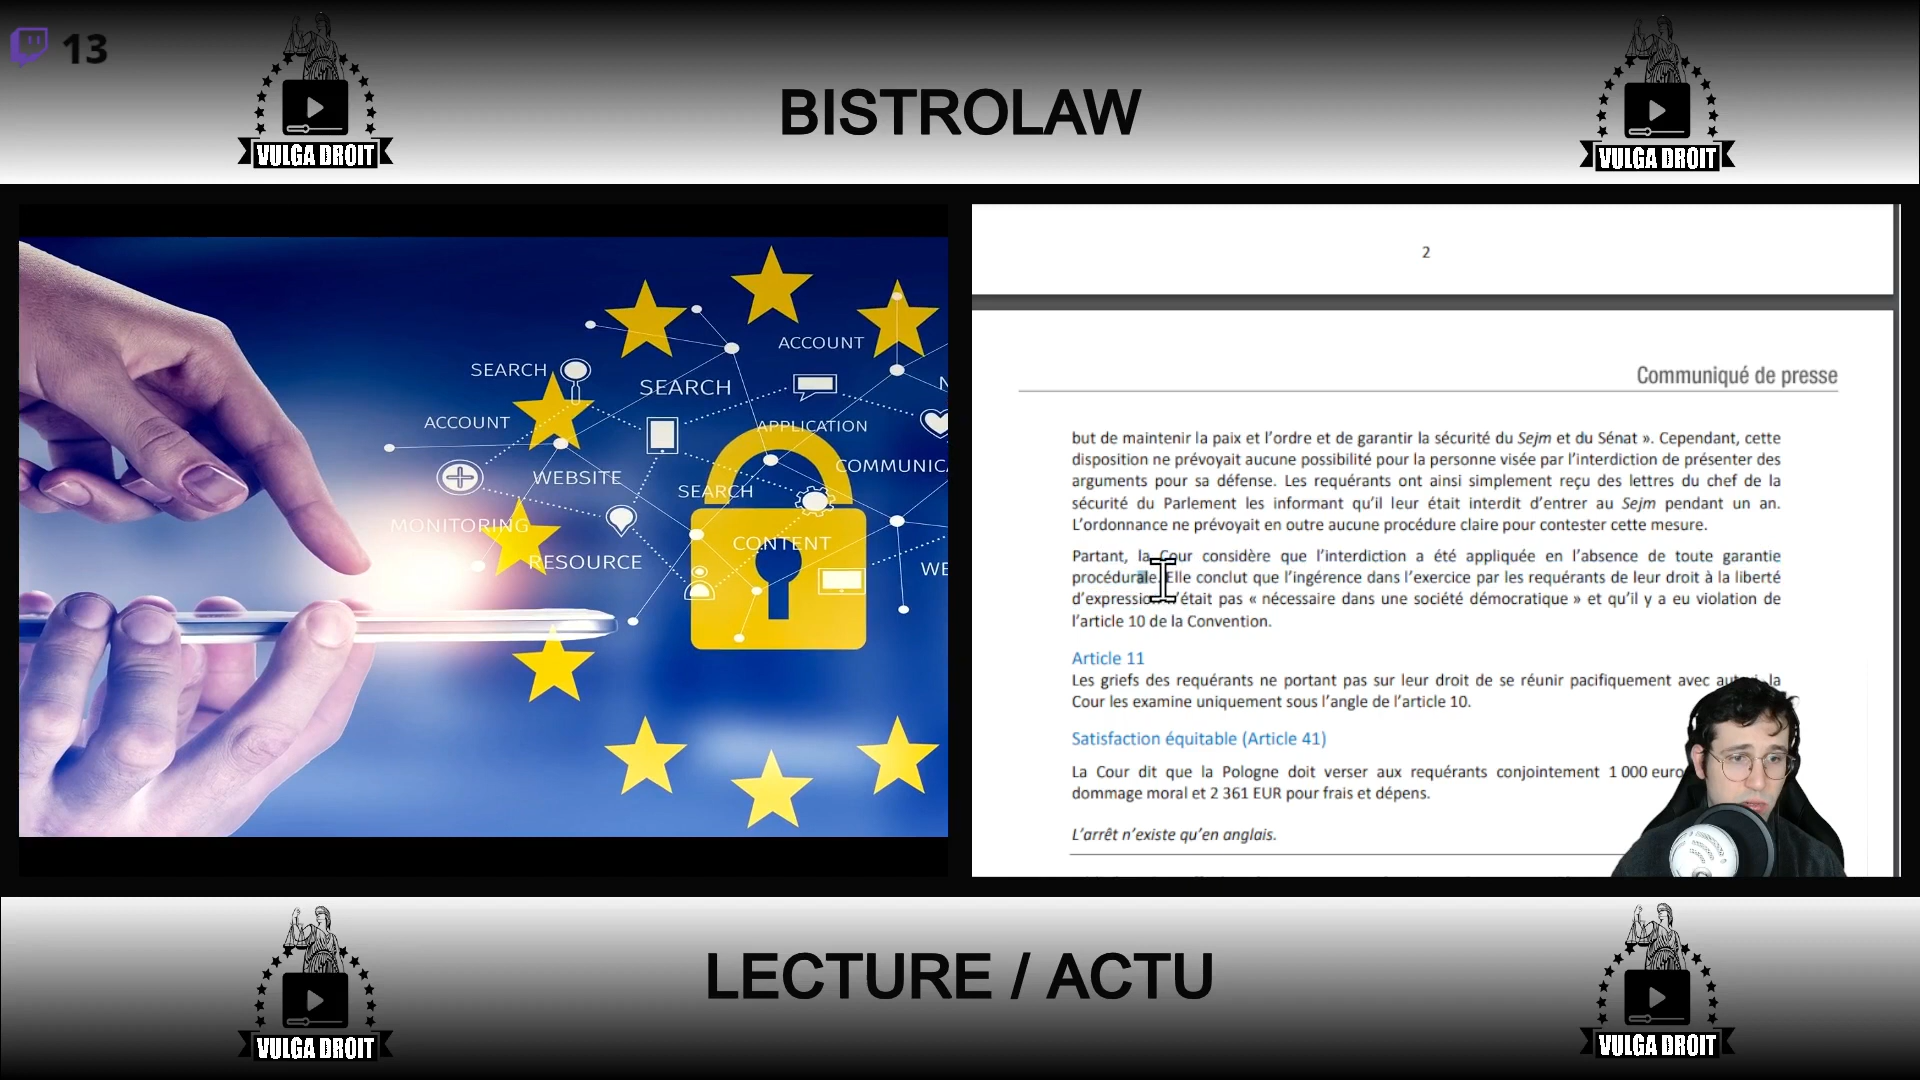 13
VULGA DROIT
BISTROLAW
VULGA DROIT
SEARCH
ACCOUNT
SEARCH
ACCOUNT
APPLICATION
COMMUNICA
WEBSITE
SEARCH
MONITORING
CONTENT
RESOURCE
WE
2
Communiqué de presse
but de maintenir la paix et l'ordre et de garantir la sécurité du Sejm et du Sénat ». Cependant, cette
disposition ne prévoyait aucune possibilité pour la personne visée par l'interdiction de présenter des
arguments pour sa défense. Les requérants ont ainsi simplement reçu des lettres du chef de la
sécurité du Parlement les informant qu'il leur était interdit d'entrer au Sejm pendant un an.
L'ordonnance ne prévoyait en outre aucune procédure claire pour contester cette mesure.
Partant, la Cour considère que l'interdiction a été appliquée en l'absence de toute garantie
procédurale. Elle conclut que l'ingérence dans l'exercice par les requérants de leur droit à la liberté
d'expression n'était pas « nécessaire dans une société démocratique » et qu'il y a eu violation de
l'article 10 de la Convention.
Article 11
Les griefs des requérants ne portant pas sur leur droit de se réunir pacifiquement avec la
Cour les examine uniquement sous l'angle de l'article 10.
Satisfaction équitable (Article 41)
La Cour dit que la Pologne doit verser aux requérants conjointement 1 000 euro
dommage moral et 2 361 EUR pour frais et dépens.
L'arrêt n'existe qu'en anglais.
VULGA DROIT
LECTURE / ACTU
VULGA DROIT